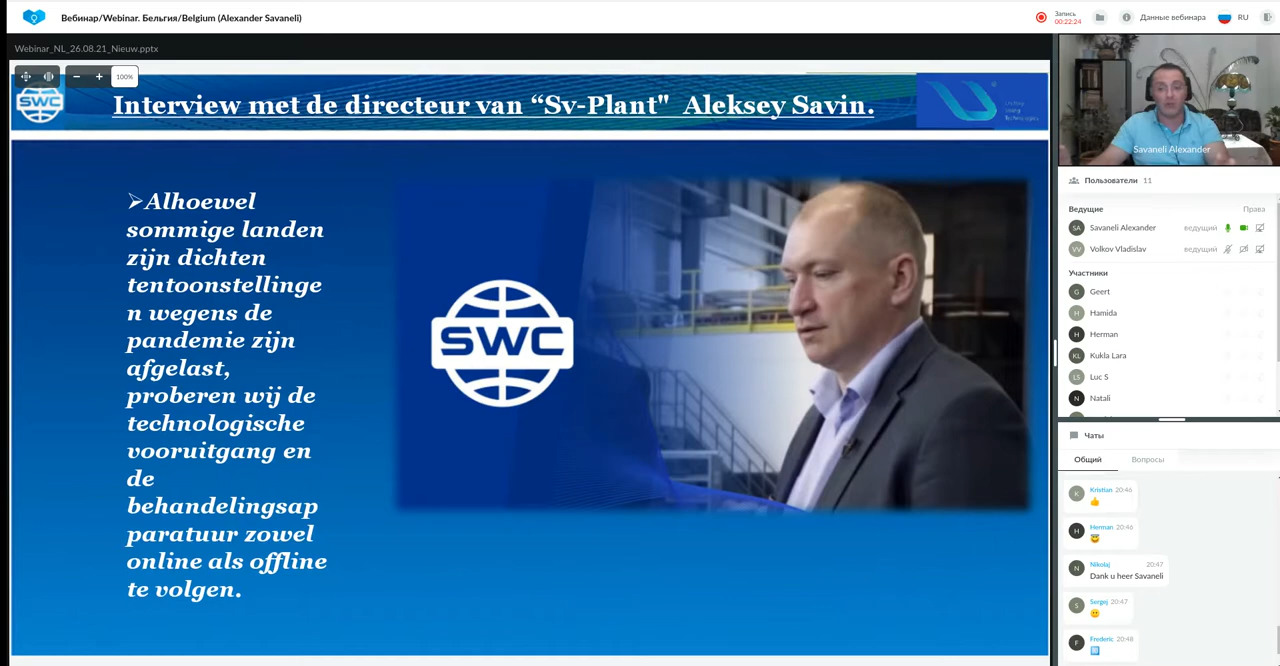 Вебинар/Webinar. Бельгия/Belgium (Alexander Savaneli)
Запись
00:22:24
Данные вебинара
RU
Webinar_NL_26.08.21_Nieuw.pptx
100%
SWC
Interview met de directeur van “Sv-Plant" Aleksey Savin.
➢Alhoewel
sommige landen
zijn dichten
tentoonstellinge
n wegens de
pandemie zijn
afgelast,
proberen wij de
technologische
vooruitgang en
de
behandelingsap
paratuur zowel
online als offline
te volgen.
SWC
Savaneli Alexander
Пользователи 11
Ведущие Права
SA Savaneli Alexander ведущий
VV Volkov Vladislav ведущий
Участники
G Geert
H Hamida
H Herman
KL Kukla Lara
LS Luc S
N Natali
Чаты
Общий Вопросы
K Kristian 20:46
H Herman 20:46
N Nikolaj 20:47
Dank u heer Savaneli
S Sergej 20:47
F Frederic 20:48